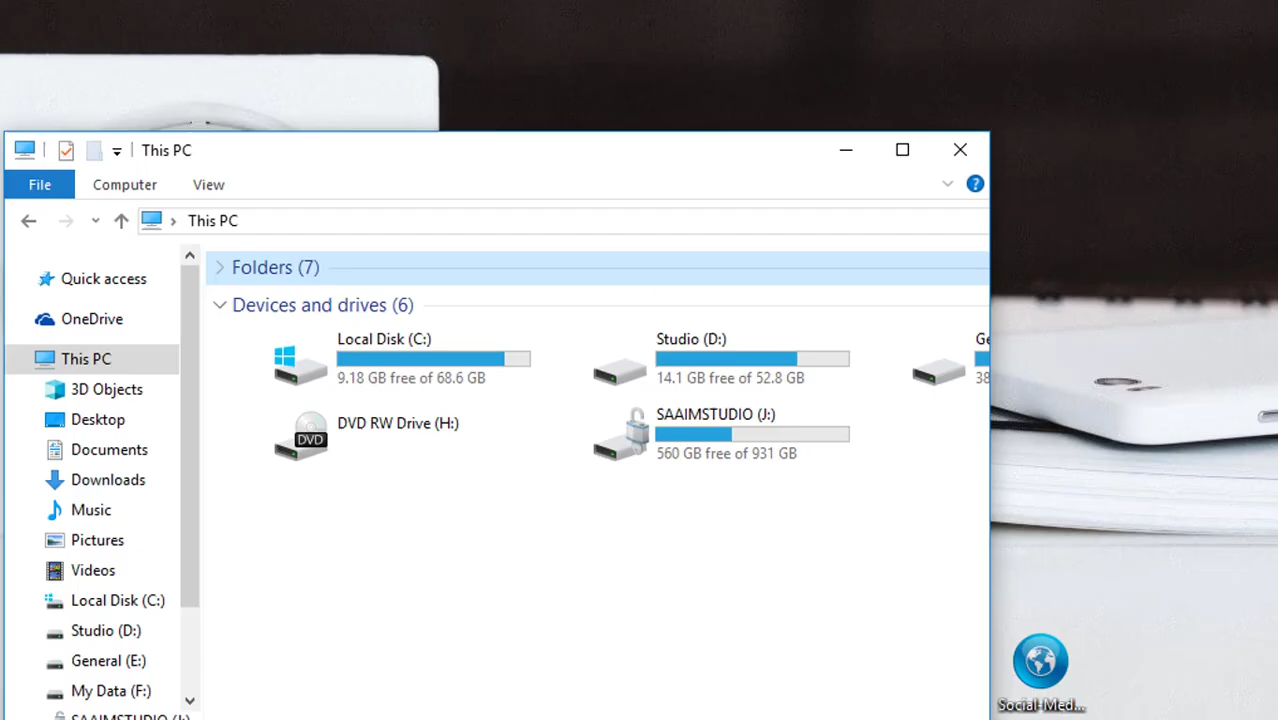 This PC
File Computer View
This PC
Quick access
OneDrive
This PC
3D Objects
Desktop
Documents
Downloads
Music
Pictures
Videos
Local Disk (C:)
Studio (D:)
General (E:)
My Data (F:)
SAAIMSTUDIO (J:)
Folders (7)
Devices and drives (6)
Local Disk (C:)
9.18 GB free of 68.6 GB
Studio (D:)
14.1 GB free of 52.8 GB
Ge
38
DVD RW Drive (H:)
DVD
SAAIMSTUDIO (J:)
560 GB free of 931 GB
Social-Med...